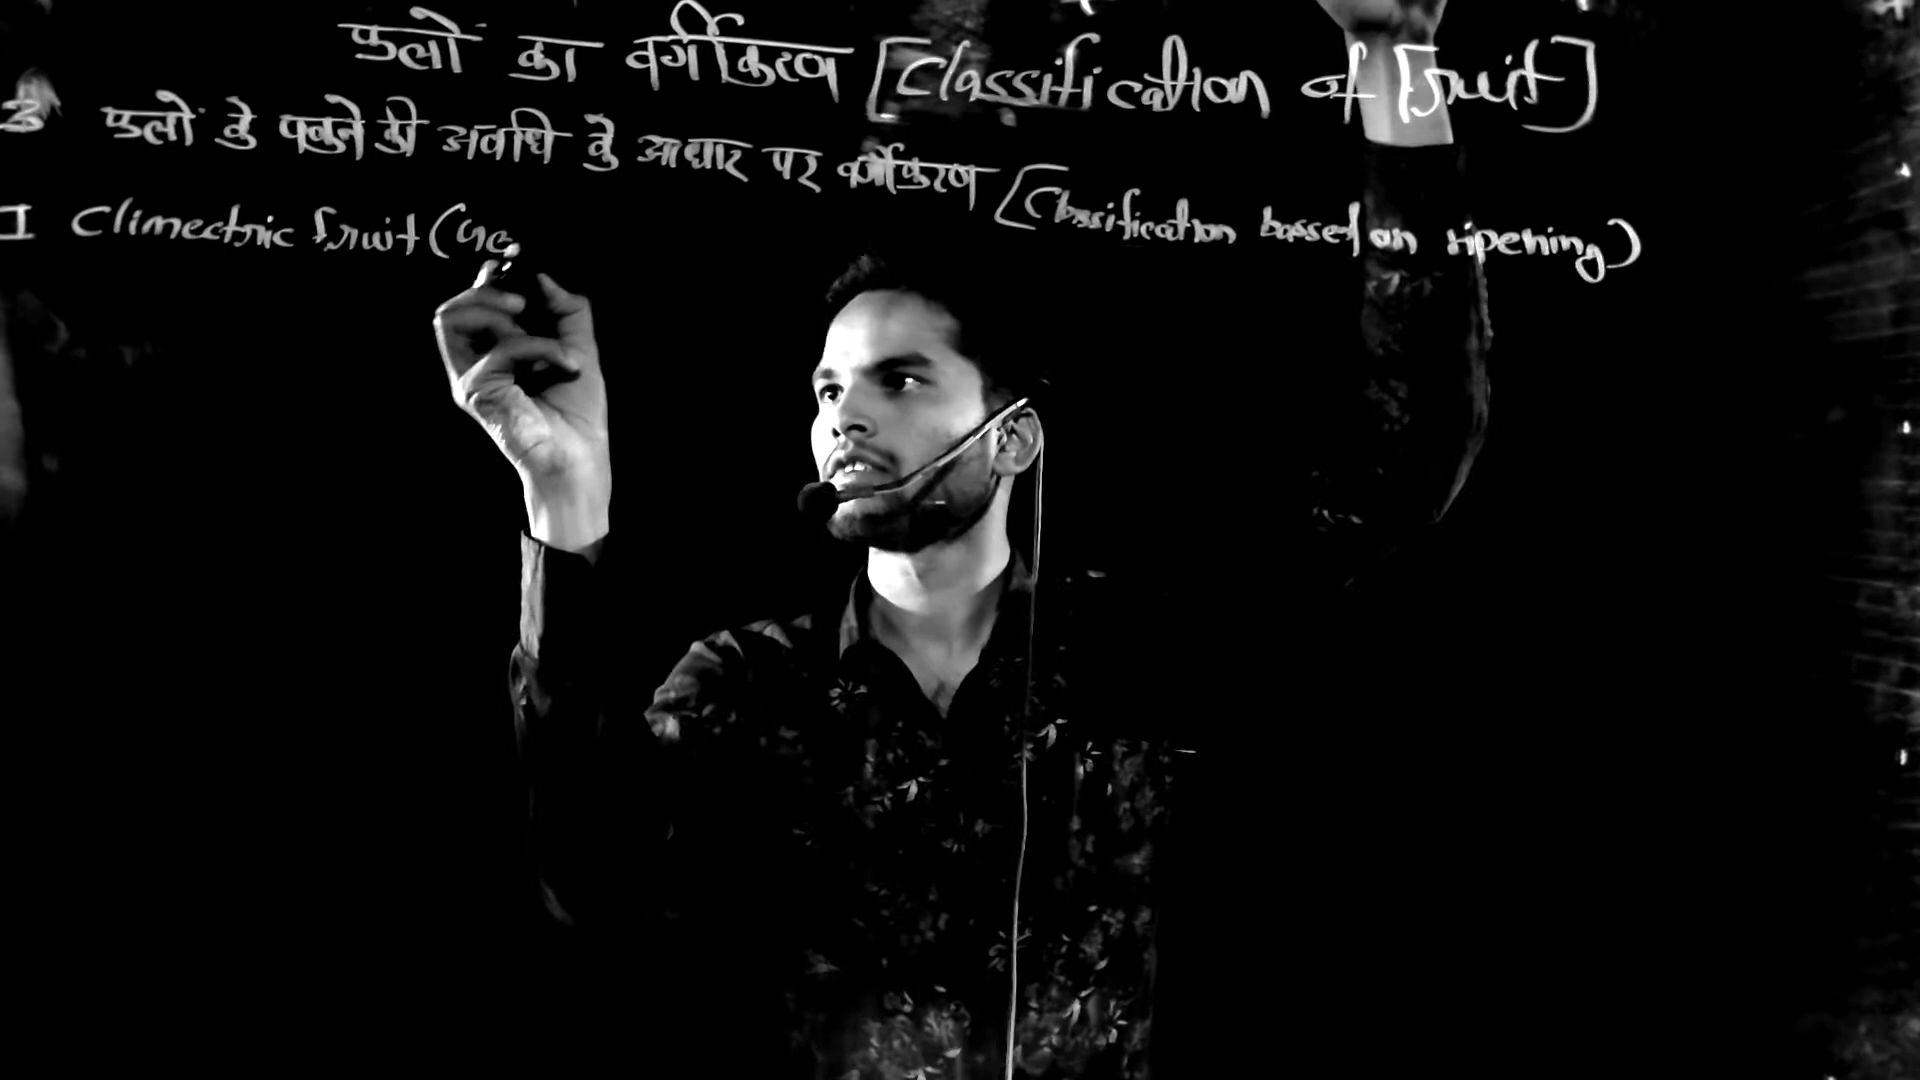 फलों का वर्गीकरण [Classification of Fruit]
3 फलों के पकने की अवधि के आधार पर वर्गीकरण [Classification bassed on ripening)
I Climectric fruit (